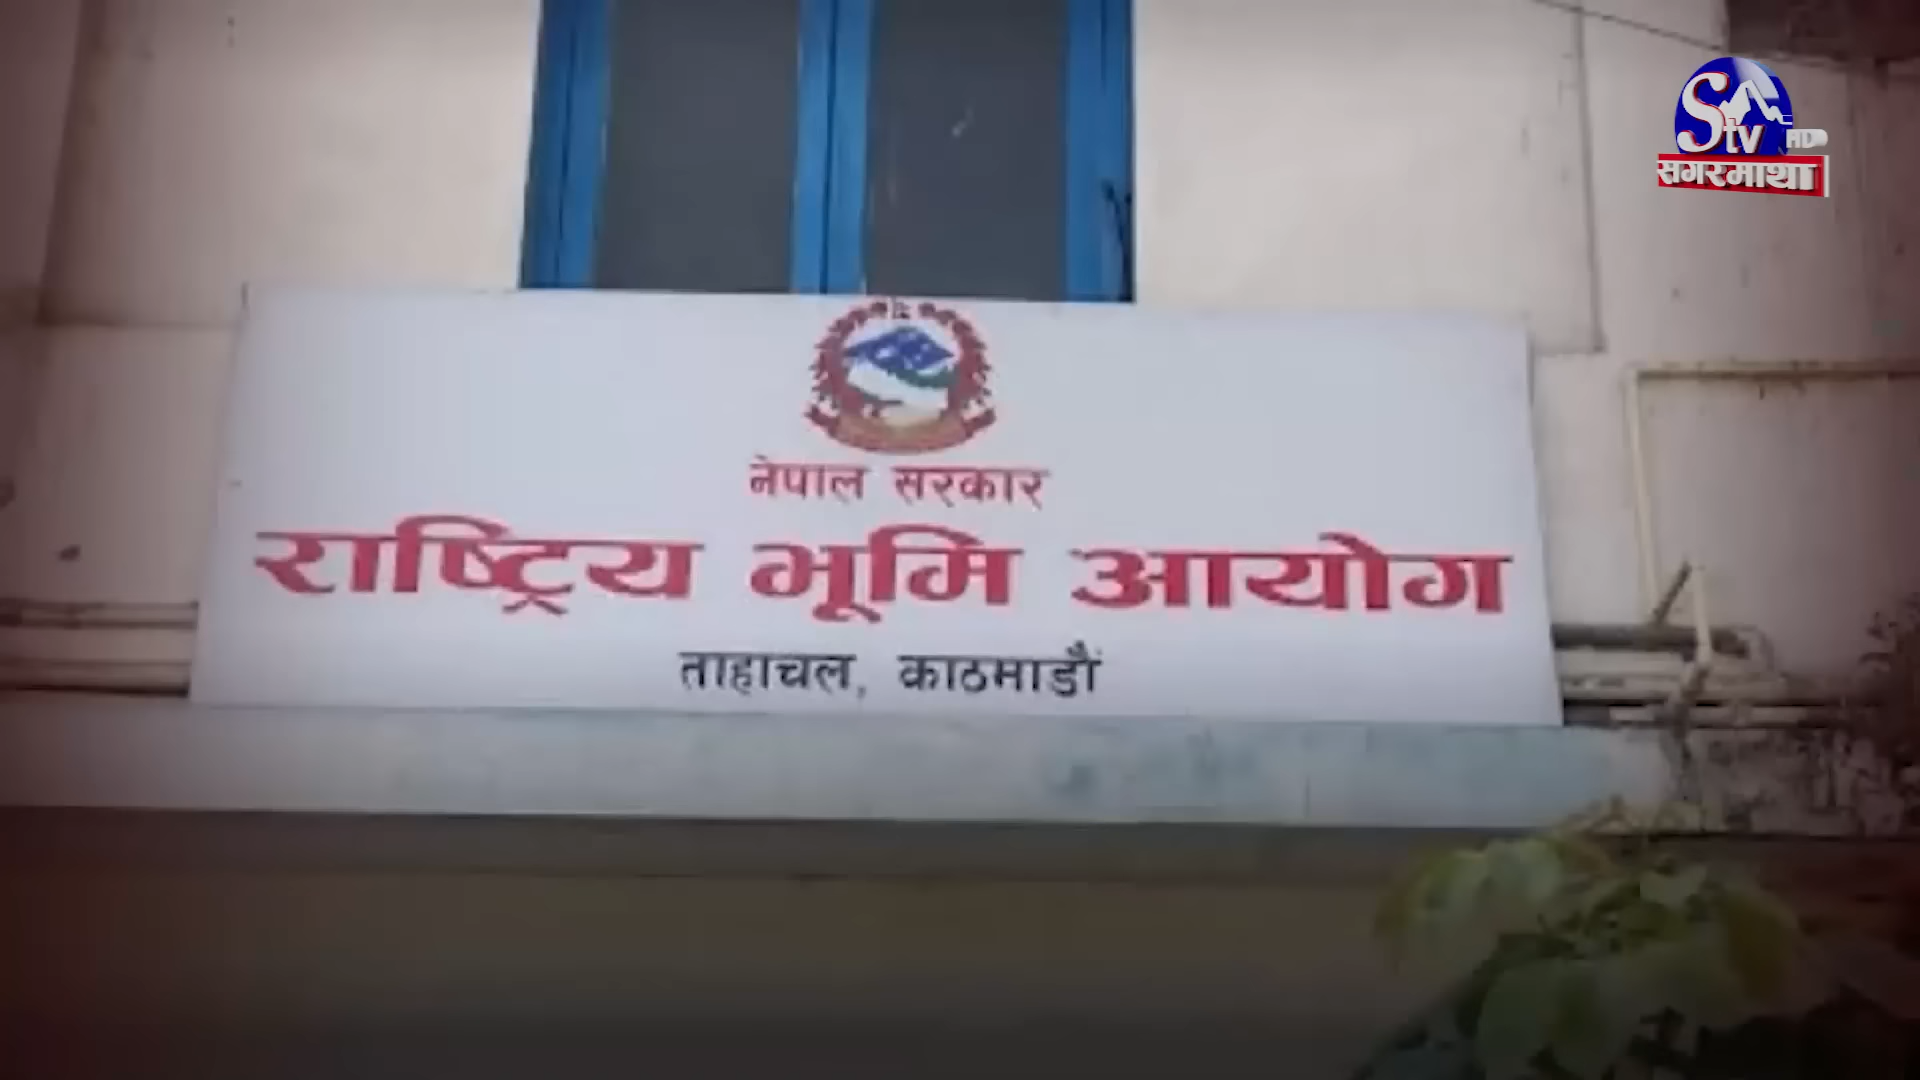 STV HD
सगरमाथा
नेपाल सरकार
राष्ट्रिय भूमि आयोग
ताहाचल, काठमाडौं